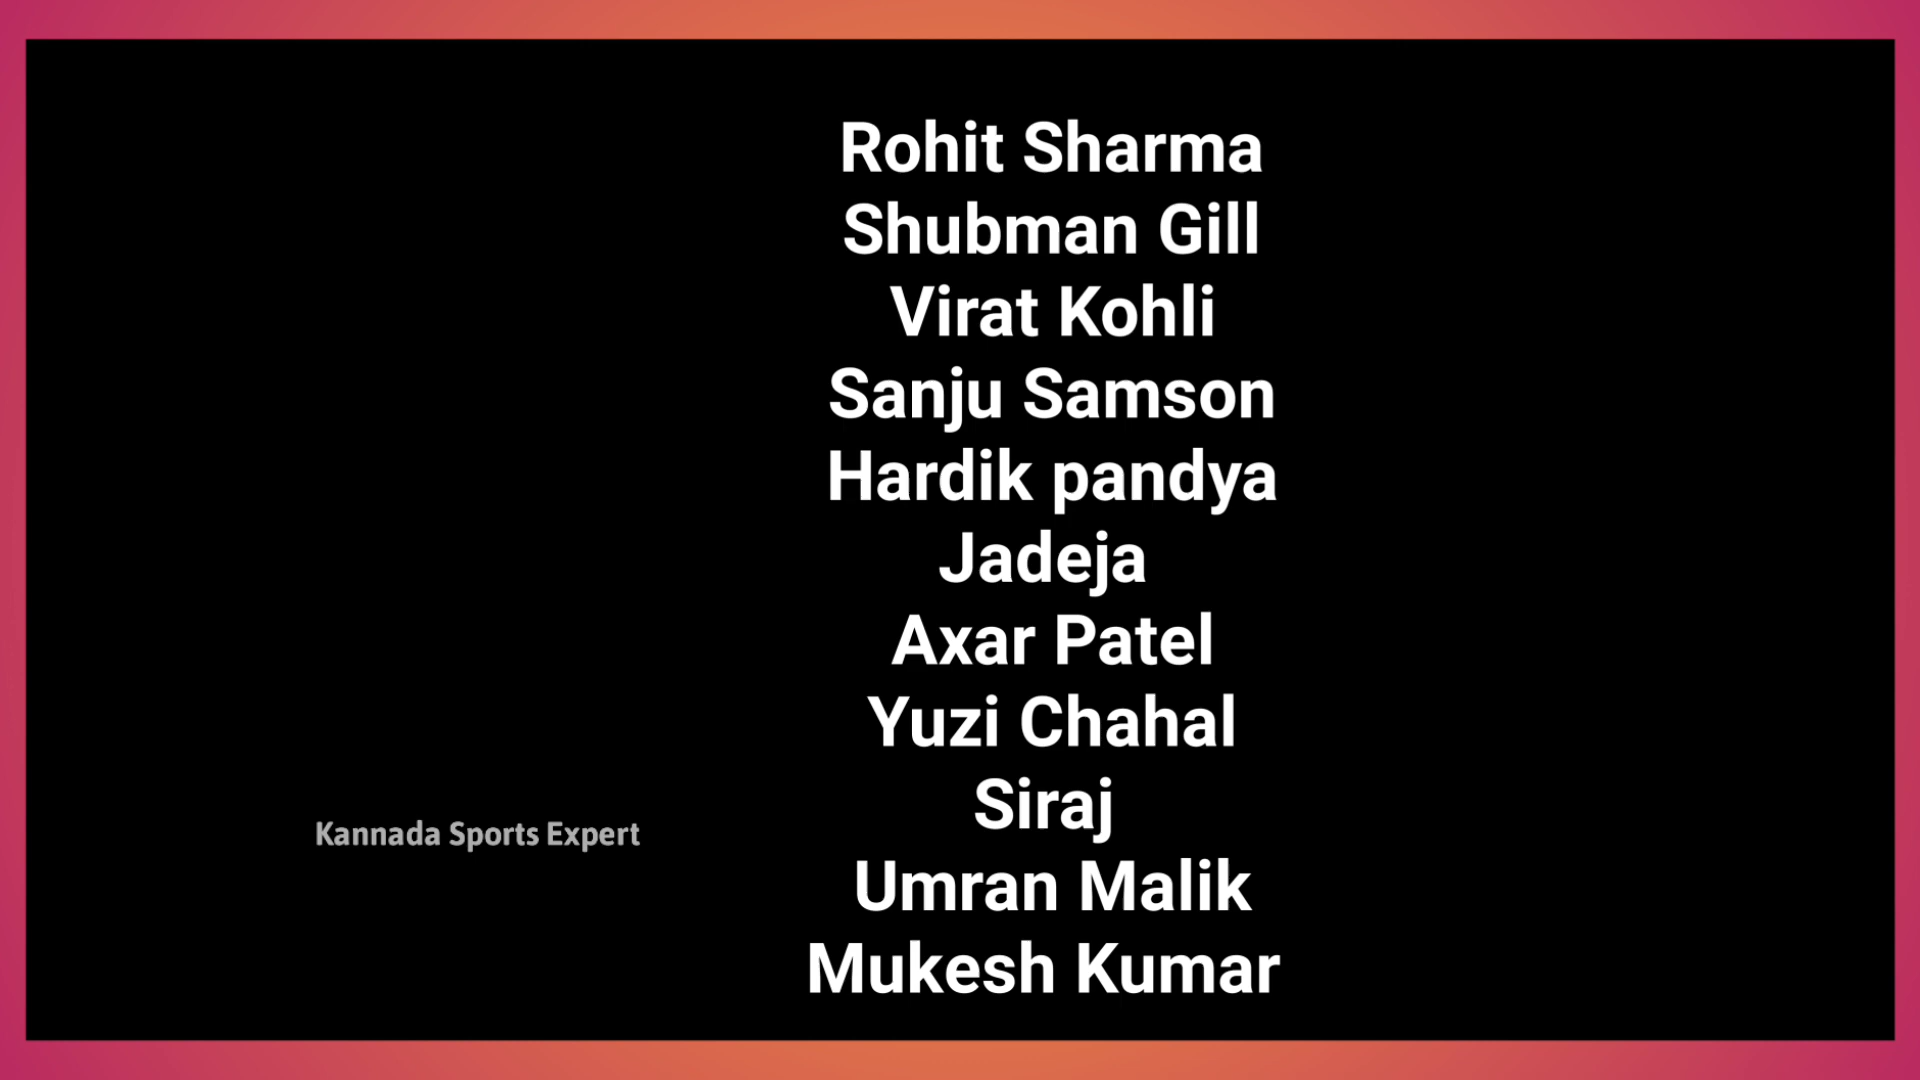 Rohit Sharma
Shubman Gill
Virat Kohli
Sanju Samson
Hardik pandya
Jadeja
Axar Patel
Yuzi Chahal
Siraj
Kannada Sports Expert
Umran Malik
Mukesh Kumar